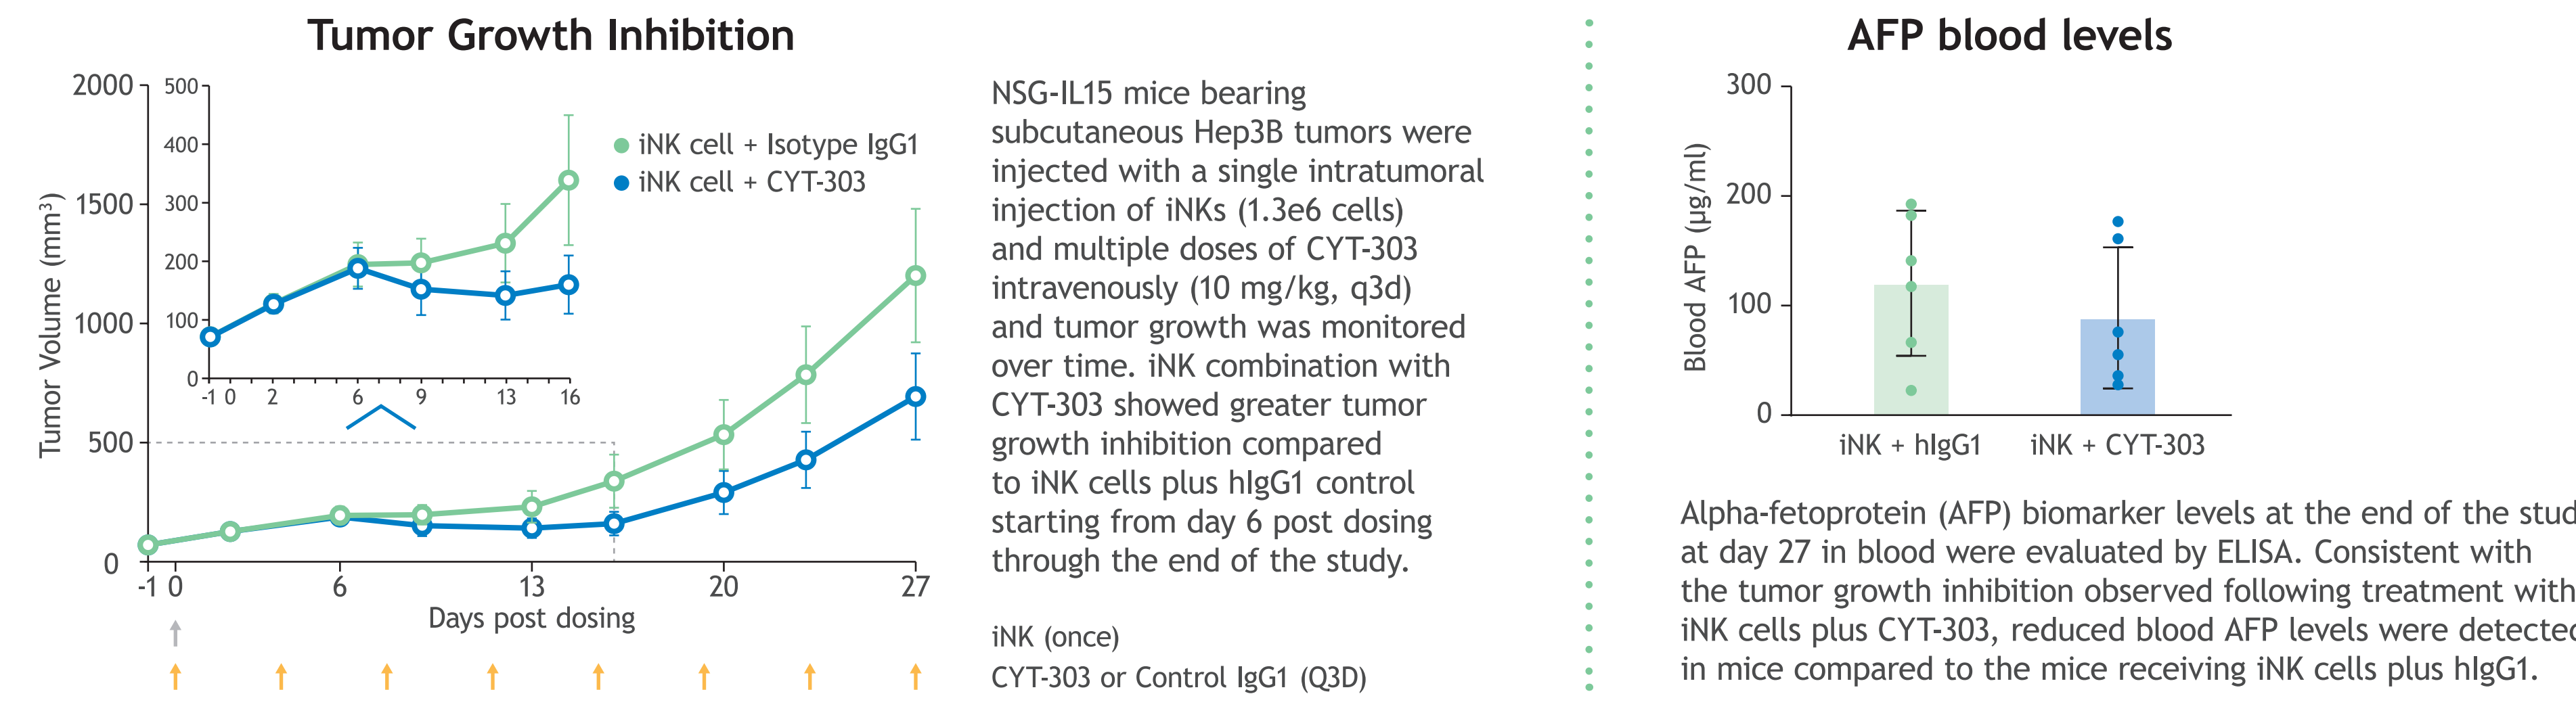 Tumor Growth Inhibition
2000
1500
1000
500
0
Tumor Volume (mm³)
500
400
300
200
100
0
-1 0 2 6 9 13 16
iNK cell + Isotype IgG1
iNK cell + CYT-303
-1 0 6 13 20 27
Days post dosing
NSG-IL15 mice bearing
subcutaneous Hep3B tumors were
injected with a single intratumoral
injection of iNKs (1.3e6 cells)
and multiple doses of CYT-303
intravenously (10 mg/kg, q3d)
and tumor growth was monitored
over time. iNK combination with
CYT-303 showed greater tumor
growth inhibition compared
to iNK cells plus hIgG1 control
starting from day 6 post dosing
through the end of the study.
iNK (once)
CYT-303 or Control IgG1 (Q3D)
AFP blood levels
300
200
100
0
Blood AFP (µg/ml)
iNK + hIgG1 iNK + CYT-303
Alpha-fetoprotein (AFP) biomarker levels at the end of the stud
at day 27 in blood were evaluated by ELISA. Consistent with
the tumor growth inhibition observed following treatment with
iNK cells plus CYT-303, reduced blood AFP levels were detected
in mice compared to the mice receiving iNK cells plus hIgG1.